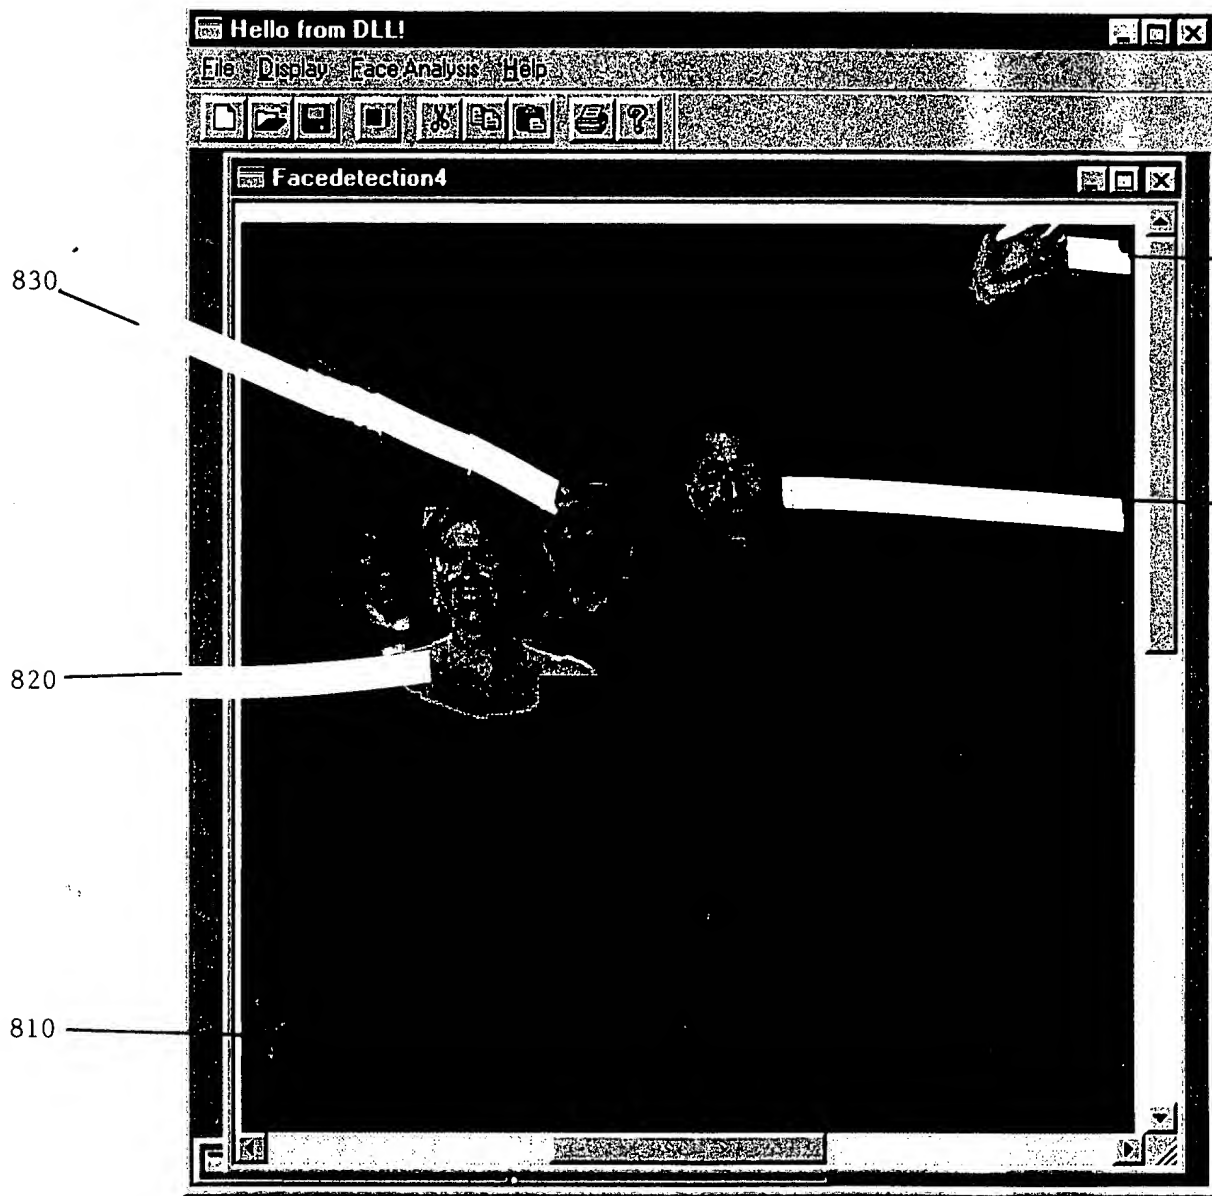 Hello from DLL!
File Display Face Analysis Help
Facedetection4
830
820
810